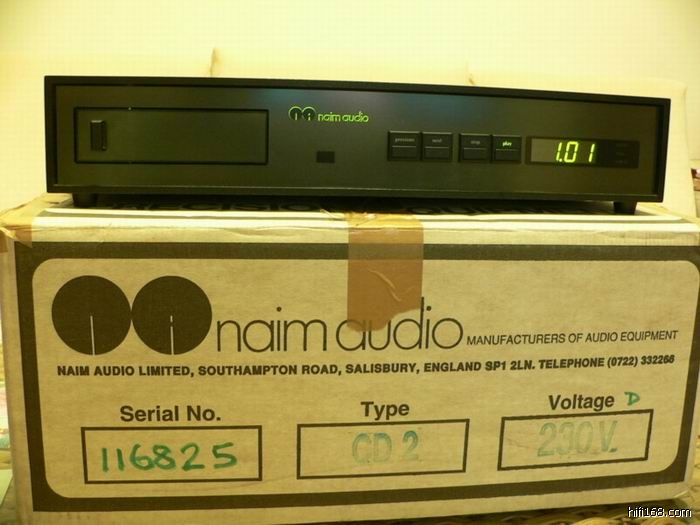 naim audio
previous next stop play
1.01
naim audio MANUFACTURERS OF AUDIO EQUIPMENT
NAIM AUDIO LIMITED, SOUTHAMPTON ROAD, SALISBURY, ENGLAND SP1 2LN. TELEPHONE (0722) 332266
Serial No. Type Voltage D
116825 CD 2 230V.
hifi168.com